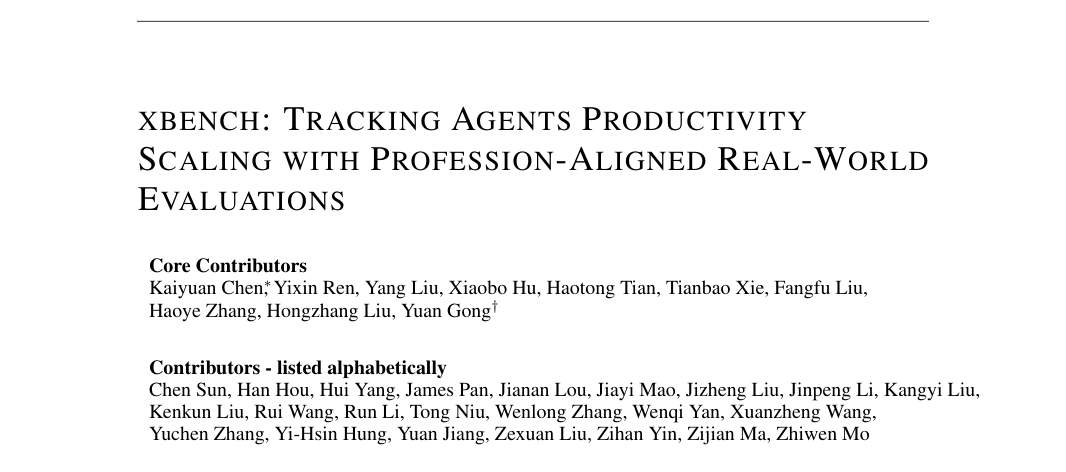 XBENCH: TRACKING AGENTS PRODUCTIVITY
SCALING WITH PROFESSION-ALIGNED REAL-WORLD
EVALUATIONS
Core Contributors
Kaiyuan Chen,* Yixin Ren, Yang Liu, Xiaobo Hu, Haotong Tian, Tianbao Xie, Fangfu Liu,
Haoye Zhang, Hongzhang Liu, Yuan Gong†
Contributors - listed alphabetically
Chen Sun, Han Hou, Hui Yang, James Pan, Jianan Lou, Jiayi Mao, Jizheng Liu, Jinpeng Li, Kangyi Liu,
Kenkun Liu, Rui Wang, Run Li, Tong Niu, Wenlong Zhang, Wenqi Yan, Xuanzheng Wang,
Yuchen Zhang, Yi-Hsin Hung, Yuan Jiang, Zexuan Liu, Zihan Yin, Zijian Ma, Zhiwen Mo